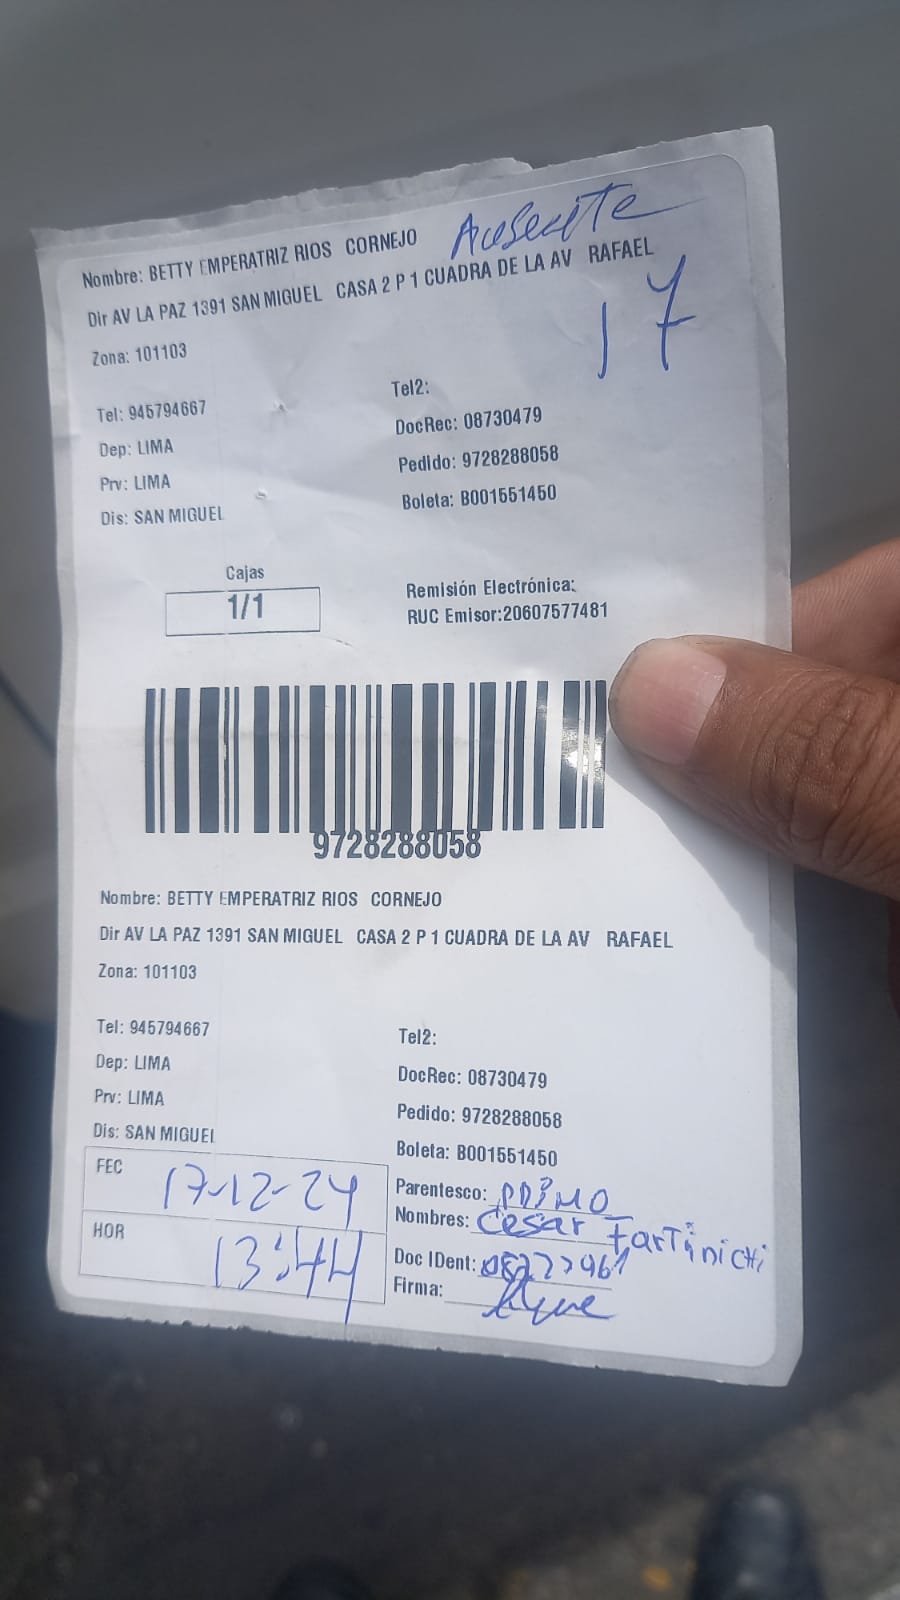 Ausente
Nombre: BETTY EMPERATRIZ RIOS CORNEJO
Dir AV LA PAZ 1391 SAN MIGUEL CASA 2 P 1 CUADRA DE LA AV RAFAEL
17
Zona: 101103
Tel: 945794667
Tel2:
Dep: LIMA
DocRec: 08730479
Prv: LIMA
Pedido: 9728288058
Dis: SAN MIGUEL
Boleta: B001551450
Cajas
1/1
Remisión Electrónica:
RUC Emisor:20607577481
9728288058
Nombre: BETTY EMPERATRIZ RIOS CORNEJO
Dir AV LA PAZ 1391 SAN MIGUEL CASA 2 P 1 CUADRA DE LA AV RAFAEL
Zona: 101103
Tel: 945794667
Tel2:
Dep: LIMA
DocRec: 08730479
Prv: LIMA
Pedido: 9728288058
Dis: SAN MIGUEL
Boleta: B001551450
FEC 17-12-24
Parentesco: PRIMO
Nombres: Cesar
HOR 13:44
Doc IDent:
Firma: